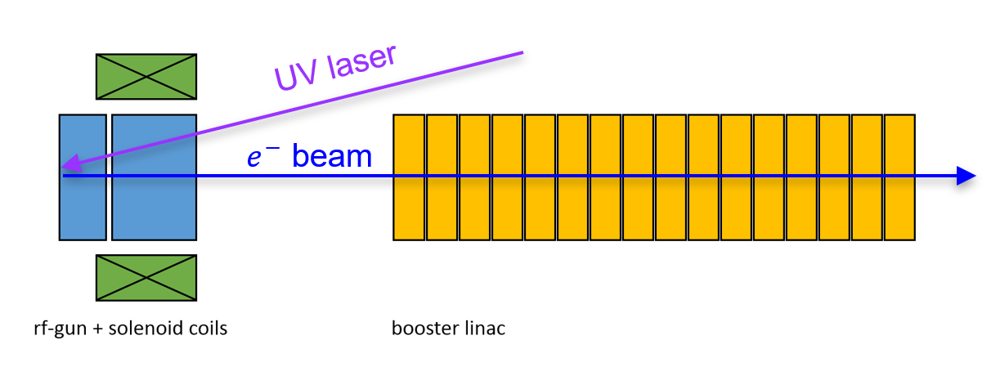 UV laser
e⁻ beam
rf-gun + solenoid coils
booster linac